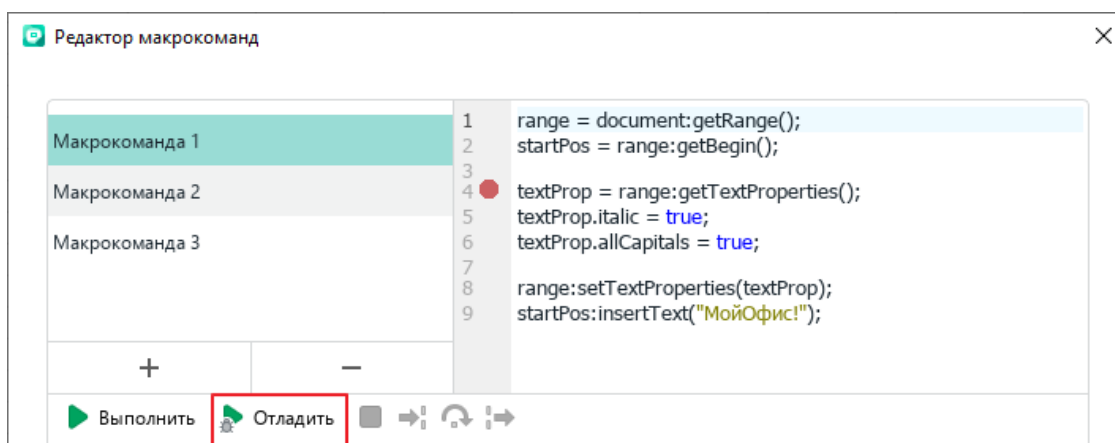 Редактор макрокоманд
Макрокоманда 1
Макрокоманда 2
Макрокоманда 3
1 range = document:getRange();
2 startPos = range:getBegin();
3
4 textProp = range:getTextProperties();
5 textProp.italic = true;
6 textProp.allCapitals = true;
7
8 range:setTextProperties(textProp);
9 startPos:insertText("МойОфис!");
+ −
Выполнить Отладить